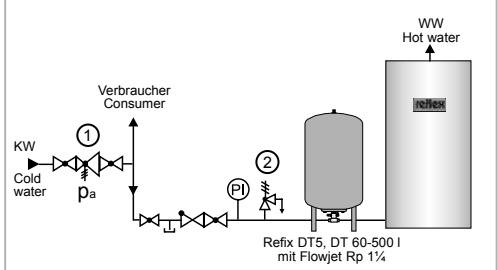 WW
Hot water
reflex
Verbraucher
Consumer
1
KW
Cold
water
pa
2
PI
Refix DT5, DT 60-500 l
mit Flowjet Rp 1¼